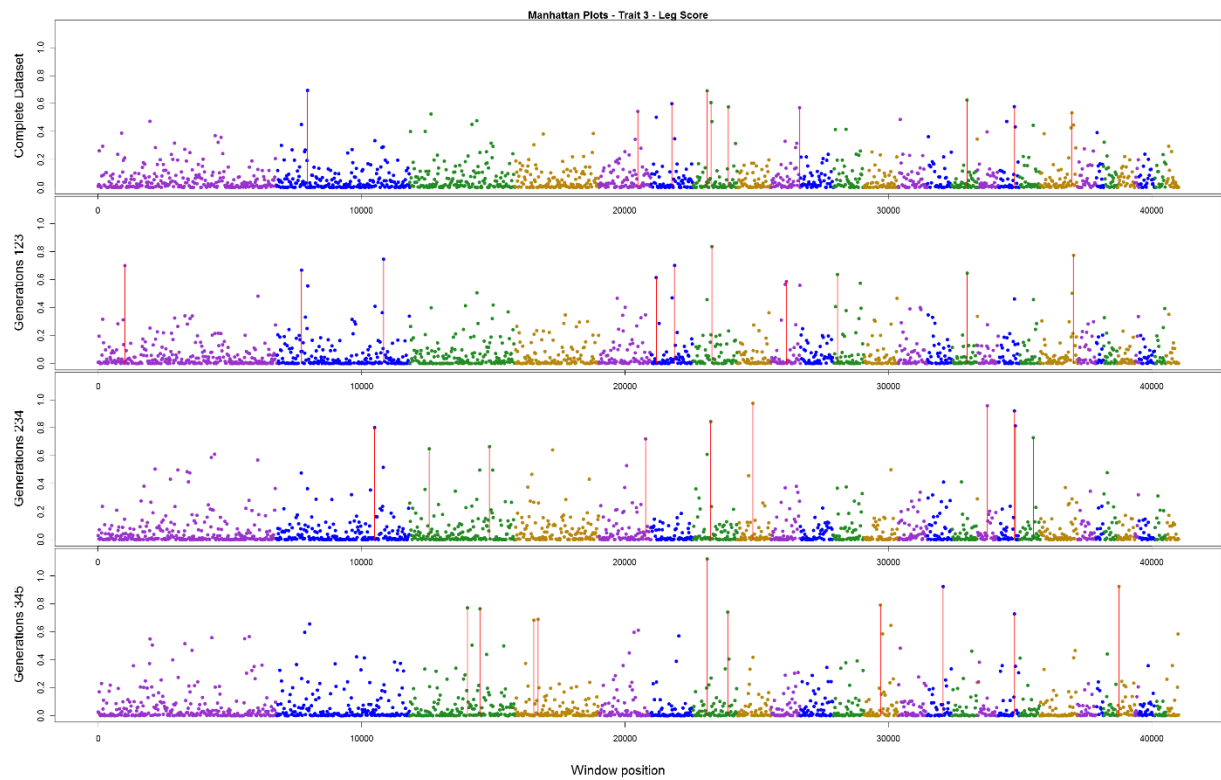 Manhattan Plots - Trait 3 - Leg Score
Complete Dataset
0.0 0.2 0.4 0.6 0.8 1.0
0 10000 20000 30000 40000
Generations 123
0.0 0.2 0.4 0.6 0.8 1.0
0 10000 20000 30000 40000
Generations 234
0.0 0.2 0.4 0.6 0.8 1.0
0 10000 20000 30000 40000
Generations 345
0.0 0.2 0.4 0.6 0.8 1.0
0 10000 20000 30000 40000
Window position